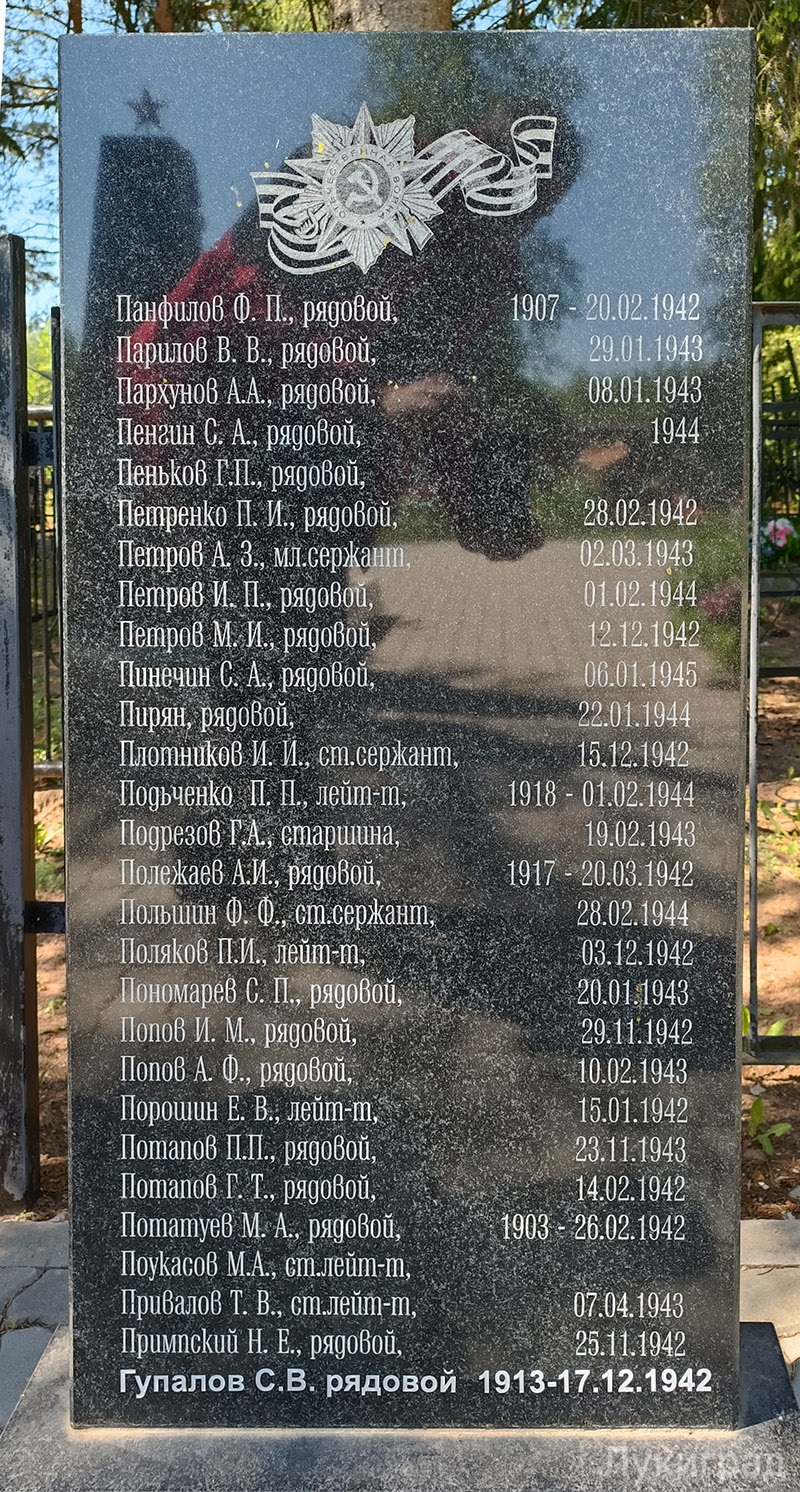 ОТЕЧЕСТВЕННАЯ ВОЙНА
Панфилов Ф. П., рядовой, 1907 - 20.02.1942
Парилов В. В., рядовой, 29.01.1943
Пархунов А.А., рядовой, 08.01.1943
Пенгин С. А., рядовой, 1944
Пеньков Г.П., рядовой,
Петренко П. И., рядовой, 28.02.1942
Петров А. З., мл.сержант, 02.03.1943
Петров И. П., рядовой, 01.02.1944
Петров М. И., рядовой, 12.12.1942
Пинечин С. А., рядовой, 06.01.1945
Пирян, рядовой, 22.01.1944
Плотников И. И., ст.сержант, 15.12.1942
Подьченко П. П., лейт-т, 1918 - 01.02.1944
Подрезов Г.А., старшина, 19.02.1943
Полежаев А.И., рядовой, 1917 - 20.03.1942
Польшин Ф. Ф., ст.сержант, 28.02.1944
Поляков П.И., лейт-т, 03.12.1942
Пономарев С. П., рядовой, 20.01.1943
Попов И. М., рядовой, 29.11.1942
Попов А. Ф., рядовой, 10.02.1943
Порошин Е. В., лейт-т, 15.01.1942
Потапов П.П., рядовой, 23.11.1943
Потапов Г. Т., рядовой, 14.02.1942
Потатуев М. А., рядовой, 1903 - 26.02.1942
Поукасов М.А., ст.лейт-т,
Привалов Т. В., ст.лейт-т, 07.04.1943
Примпский Н. Е., рядовой, 25.11.1942
Гупалов С.В. рядовой 1913-17.12.1942
Лукиград